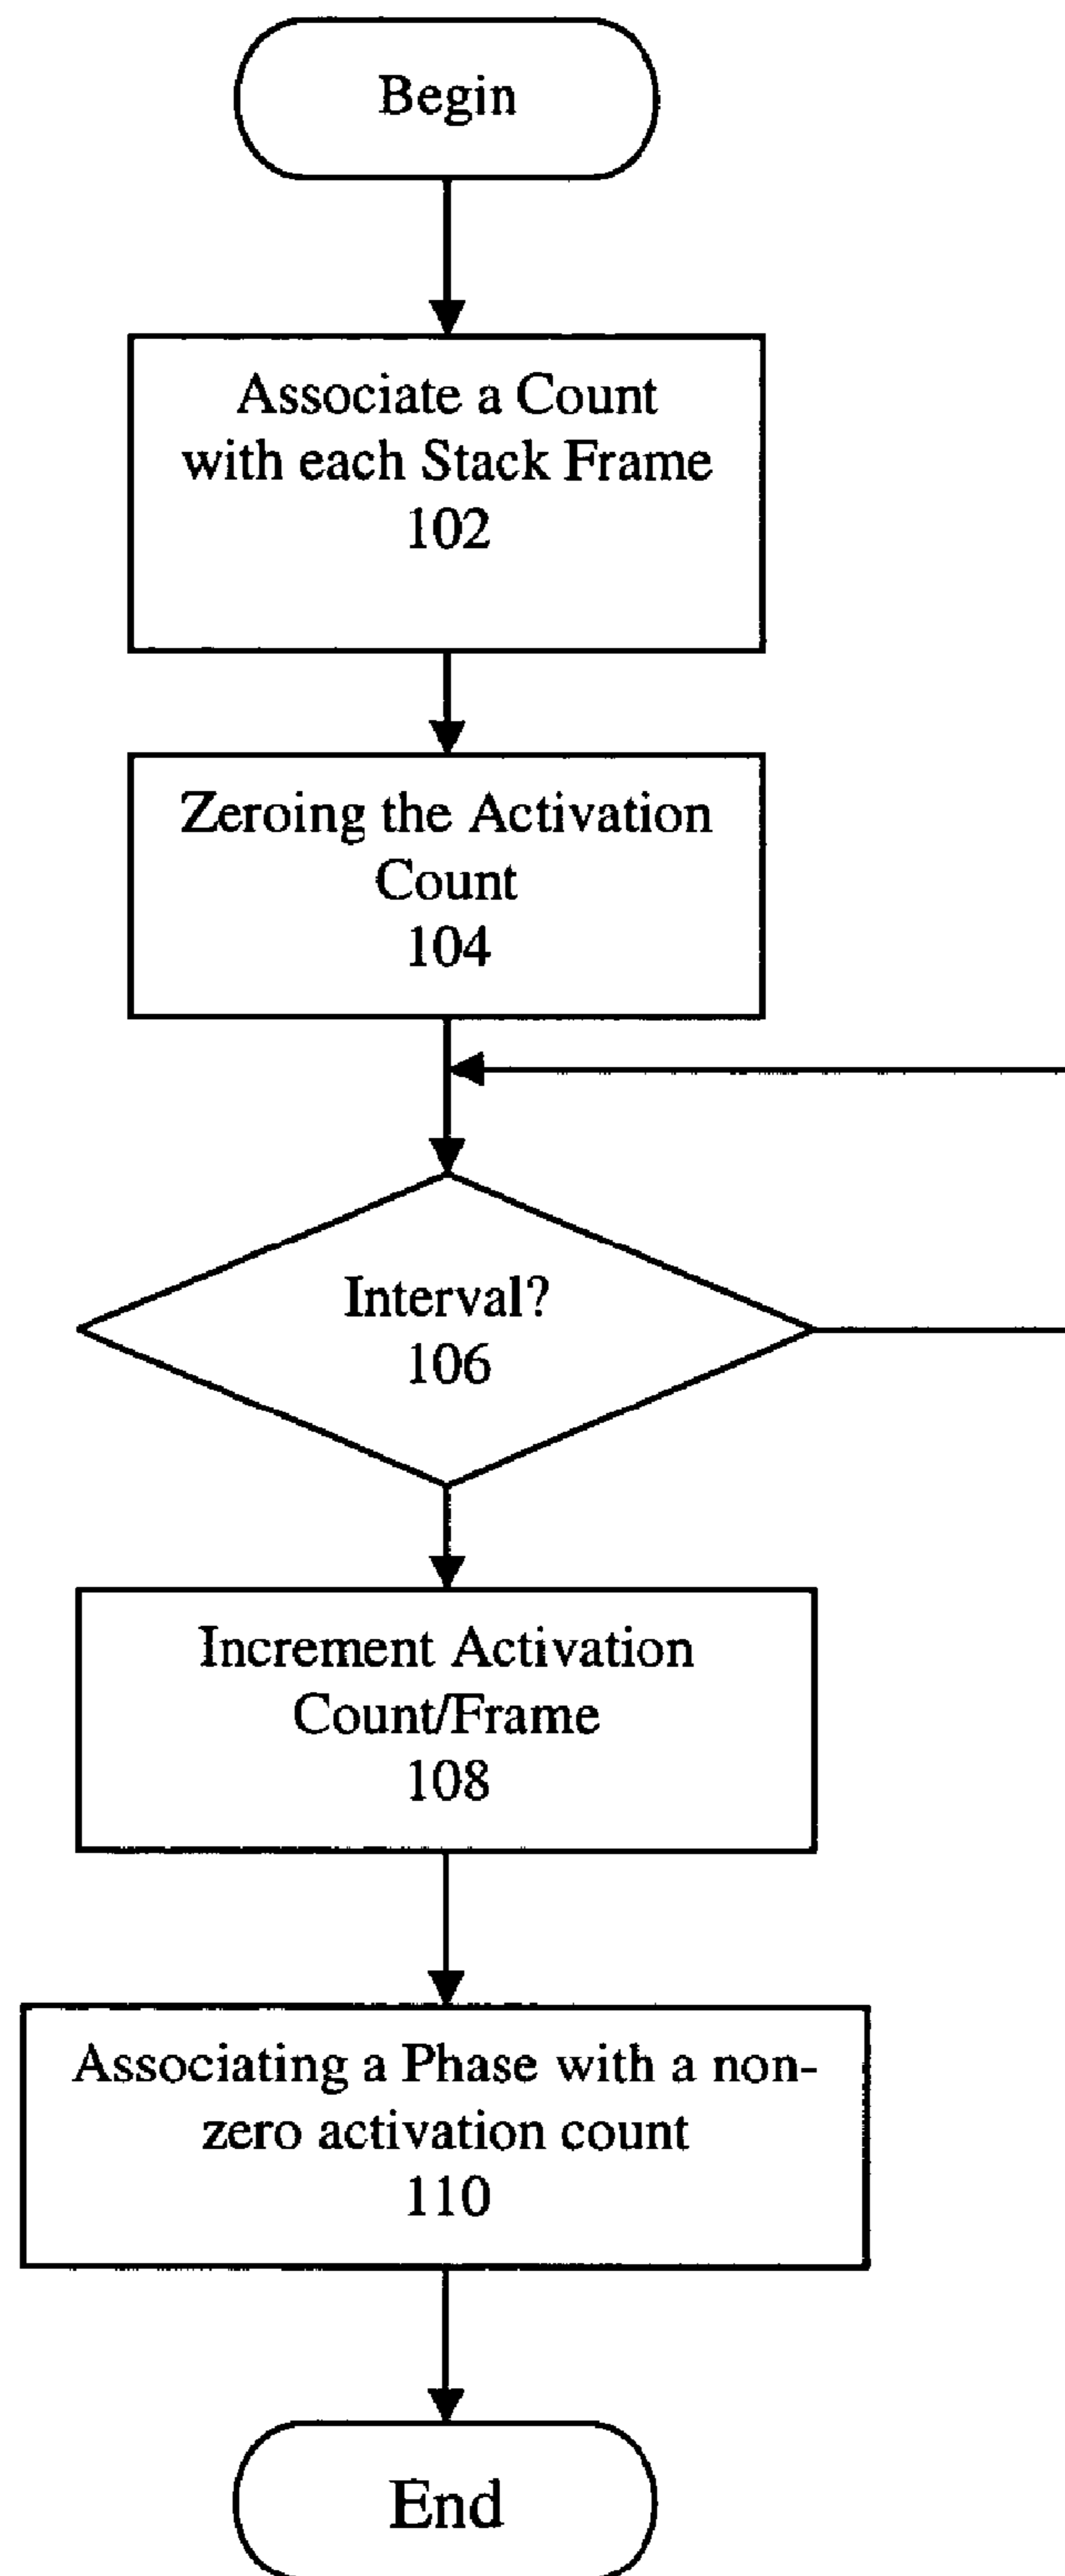 Begin
Associate a Count
with each Stack Frame
102
Zeroing the Activation
Count
104
Interval?
106
Increment Activation
Count/Frame
108
Associating a Phase with a non-
zero activation count
110
End